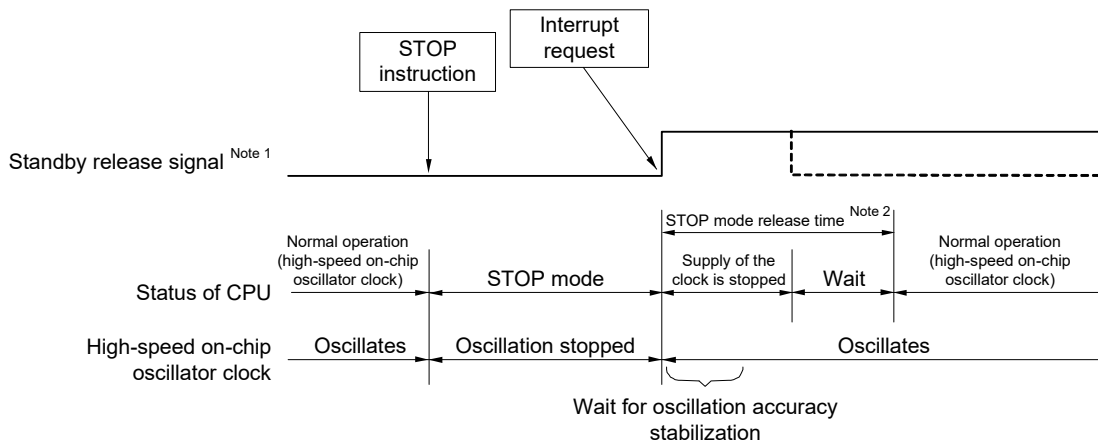 STOP
instruction
Interrupt
request
Standby release signal Note 1
STOP mode release time Note 2
Normal operation
(high-speed on-chip
oscillator clock)
STOP mode
Supply of the
clock is stopped
Wait
Normal operation
(high-speed on-chip
oscillator clock)
Status of CPU
High-speed on-chip
oscillator clock
Oscillates
Oscillation stopped
Oscillates
Wait for oscillation accuracy
stabilization